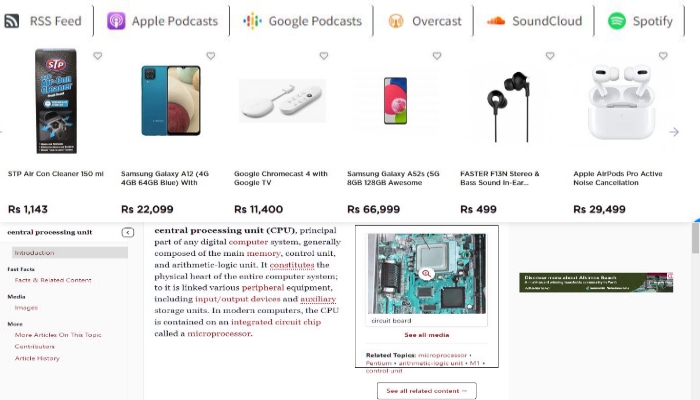 RSS Feed
Apple Podcasts
Google Podcasts
Overcast
SoundCloud
Spotify
STP
Cleaner
STP Air Con Cleaner 150 ml
Samsung Galaxy A12 (4G
4GB 64GB Blue) With
Google Chromecast 4 with
Google TV
Samsung Galaxy A52s (5G
8GB 128GB Awesome
FASTER F13N Stereo &
Bass Sound In-Ear...
Apple AirPods Pro Active
Noise Cancellation
Rs 1,143
Rs 22,099
Rs 11,400
Rs 66,999
Rs 499
Rs 29,499
central processing unit
Introduction
Fast Facts
Facts & Related Content
Media
Images
More
More Articles On This Topic
Contributors
Article History
central processing unit (CPU), principal
part of any digital computer system, generally
composed of the main memory, control unit,
and arithmetic-logic unit. It constitutes the
physical heart of the entire computer system;
to it is linked various peripheral equipment,
including input/output devices and auxiliary
storage units. In modern computers, the CPU
is contained on an integrated circuit chip
called a microprocessor.
circuit board
See all media
Related Topics: microprocessor •
Pentium • arithmetic-logic unit • M1 •
control unit
See all related content →
Discover more about Alkimos Beach